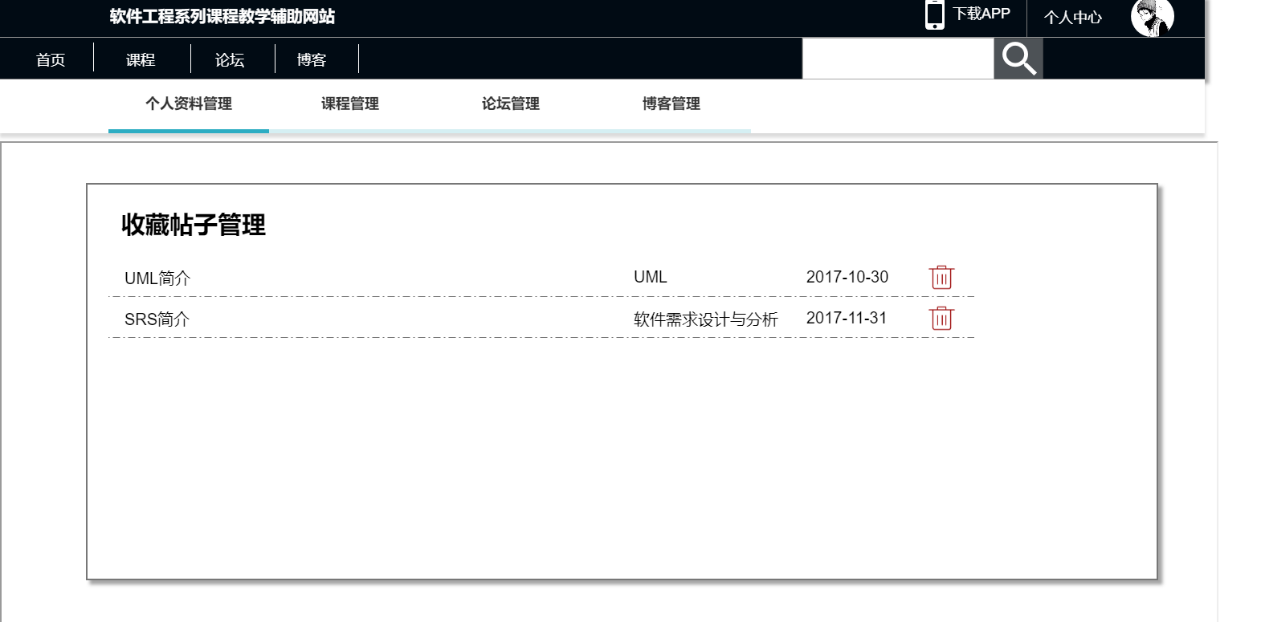 软件工程系列课程教学辅助网站 下载APP 个人中心
首页 课程 论坛 博客
个人资料管理 课程管理 论坛管理 博客管理
收藏帖子管理
UML简介 UML 2017-10-30
SRS简介 软件需求设计与分析 2017-11-31